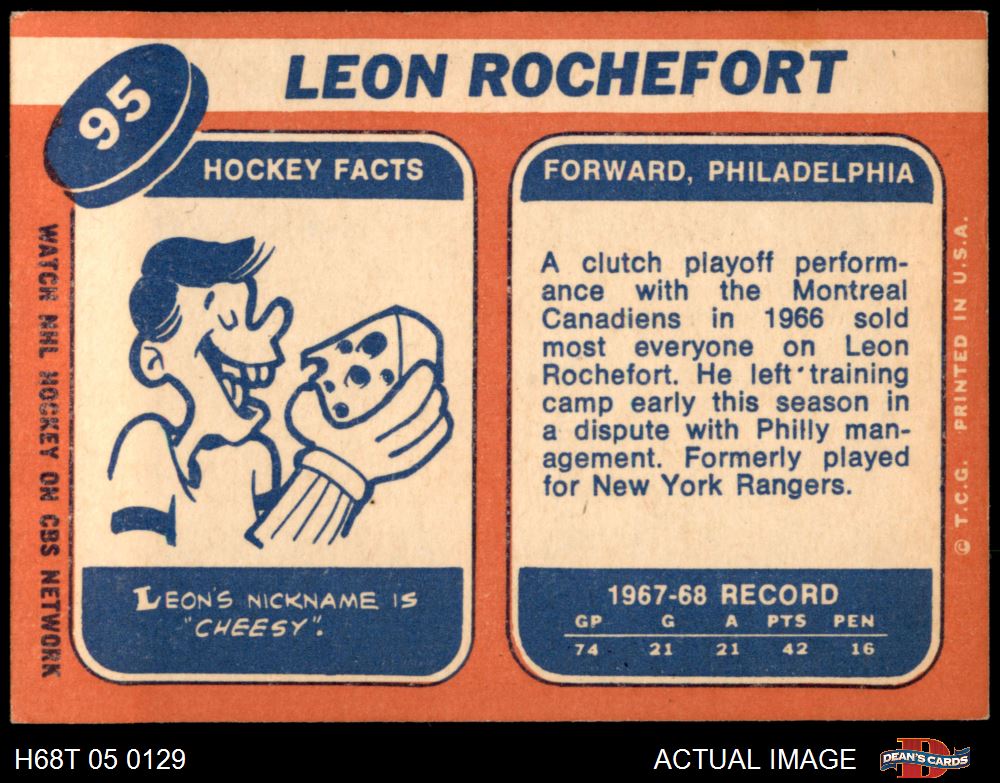 95
LEON ROCHEFORT
HOCKEY FACTS
LEON'S NICKNAME IS
"CHEESY".
FORWARD, PHILADELPHIA
A clutch playoff perform-
ance with the Montreal
Canadiens in 1966 sold
most everyone on Leon
Rochefort. He left training
camp early this season in
a dispute with Philly man-
agement. Formerly played
for New York Rangers.
1967-68 RECORD
GP G A PTS PEN
74 21 21 42 16
WATCH NHL HOCKEY ON CBS NETWORK
© T.C.G. PRINTED IN U.S.A.
H68T 05 0129
ACTUAL IMAGE
D
DEAN'S CARDS